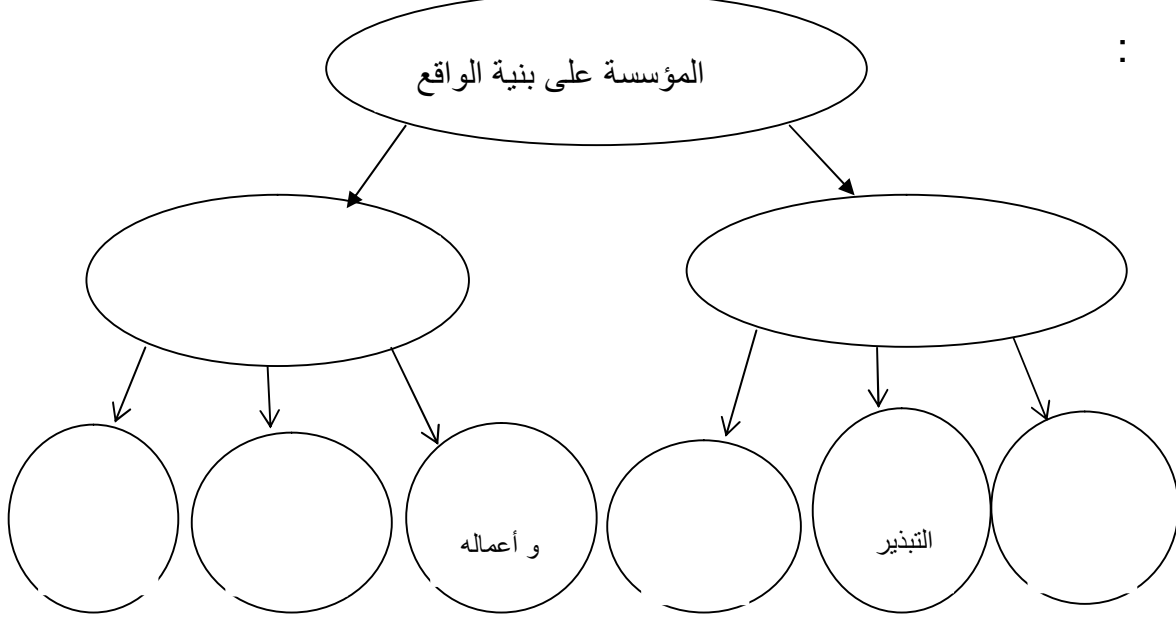 :
المؤسسة على بنية الواقع
التبذير
و أعماله